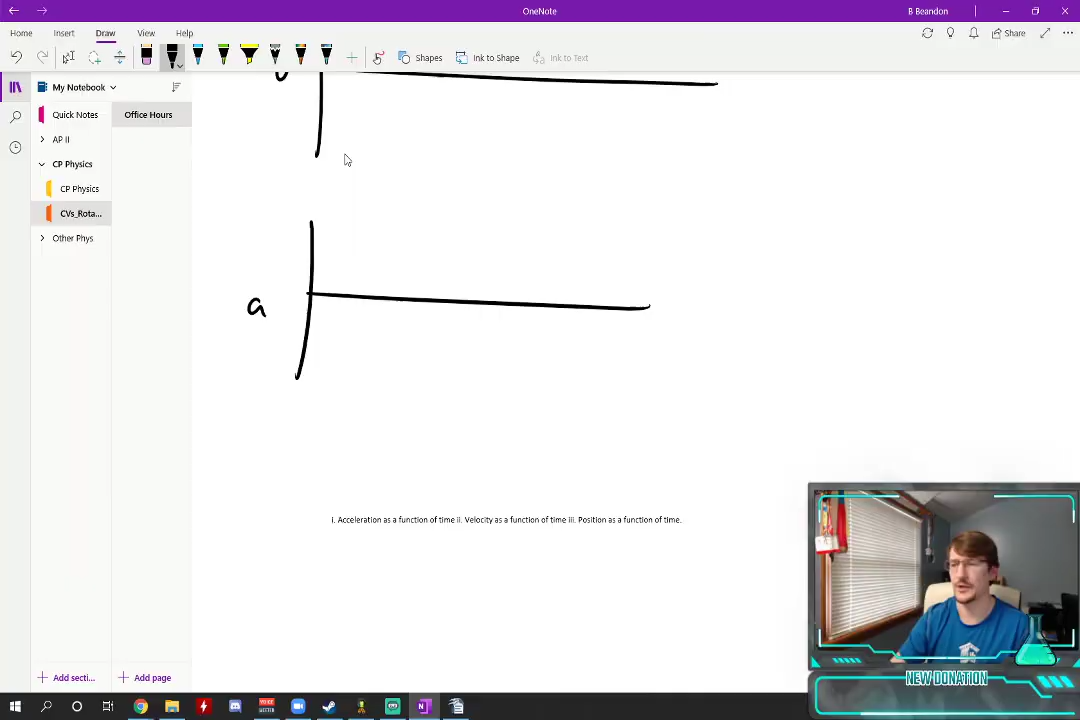 OneNote
B Beandon
Home Insert Draw View Help
Share
Shapes Ink to Shape Ink to Text
My Notebook
Quick Notes
Office Hours
AP II
CP Physics
CP Physics
CVs_Rota...
Other Phys
a
i. Acceleration as a function of time ii. Velocity as a function of time iii. Position as a function of time.
NEW DONATION
Add secti... Add page